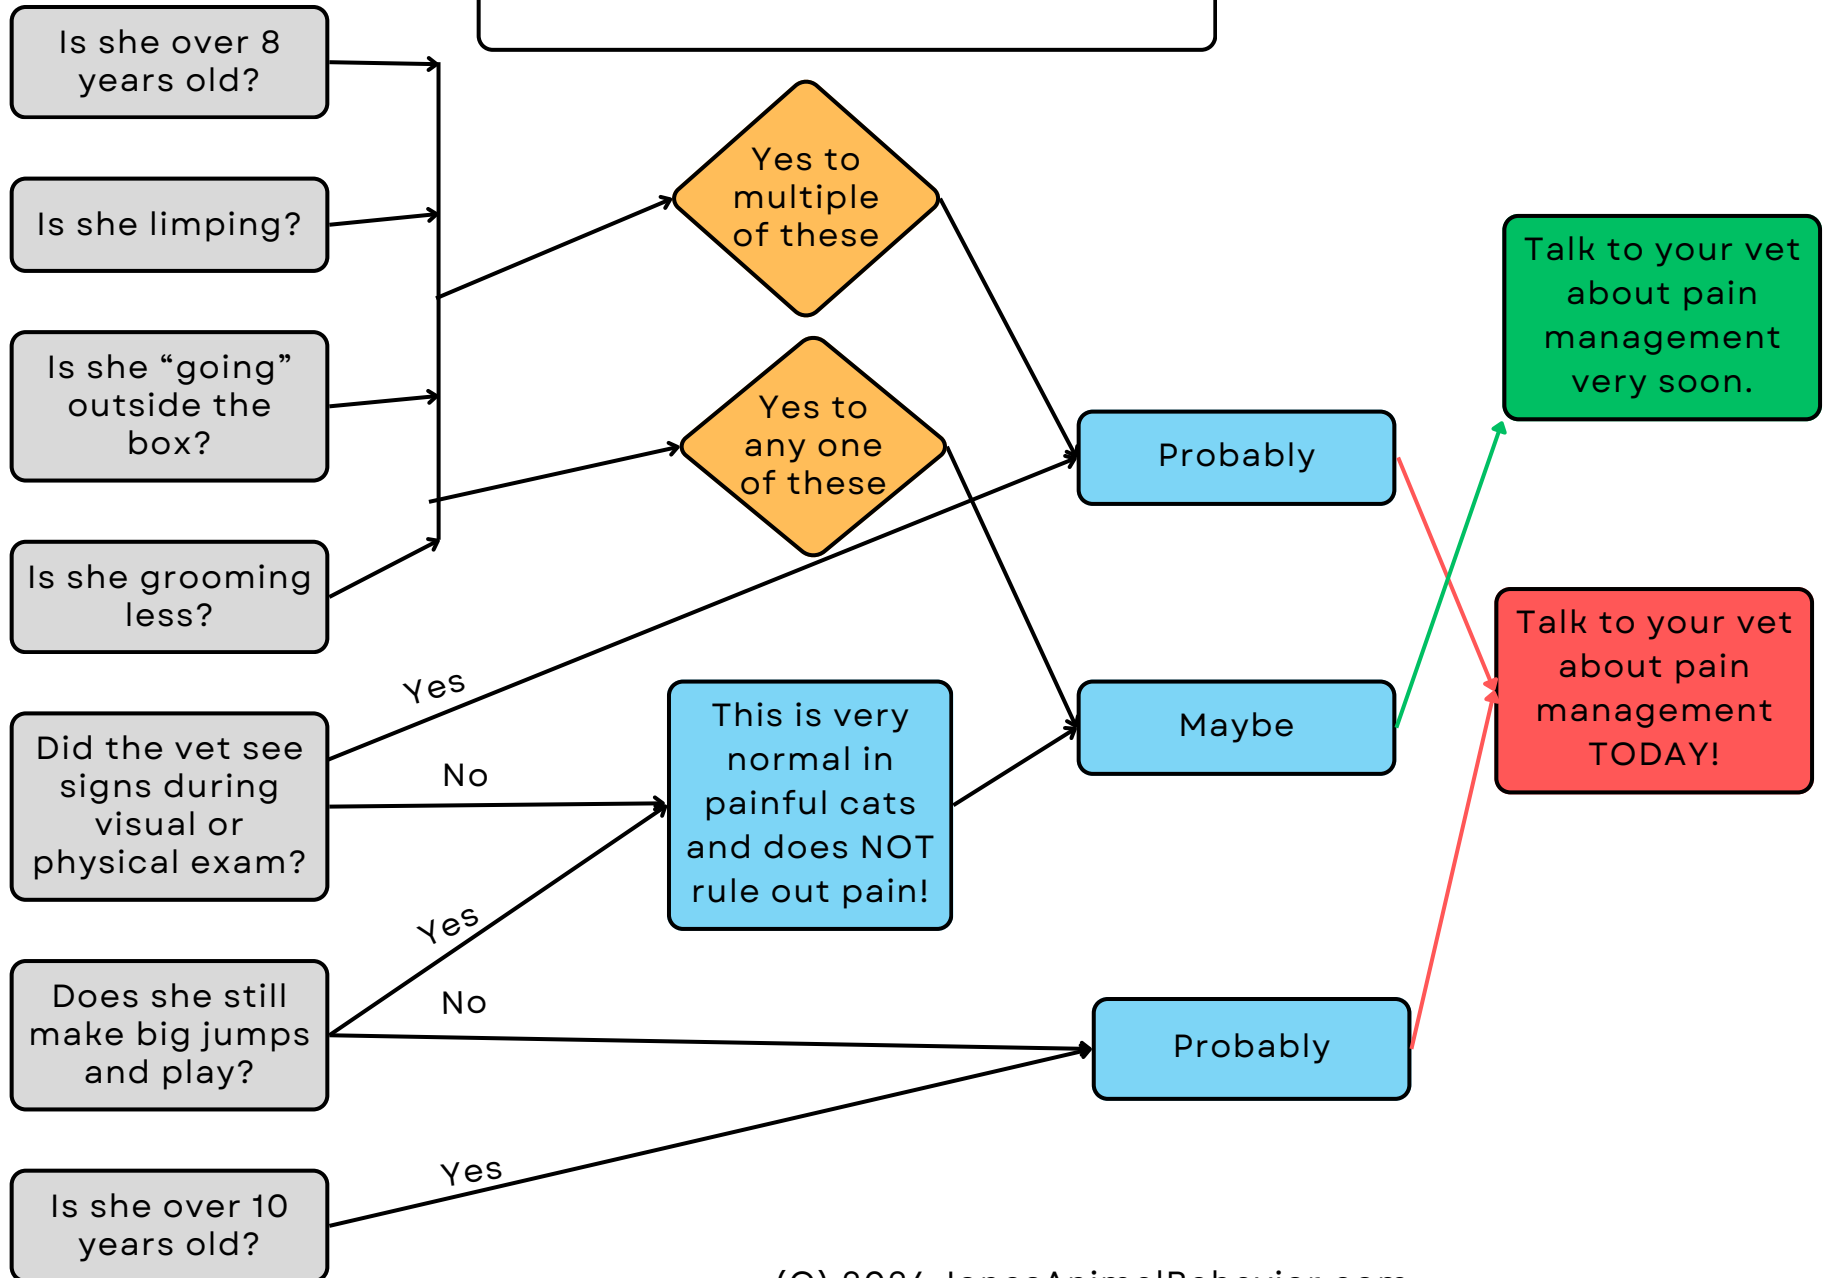 Is she over 8
years old?
Is she limping?
Is she “going”
outside the
box?
Is she grooming
less?
Did the vet see
signs during
visual or
physical exam?
Does she still
make big jumps
and play?
Is she over 10
years old?
Yes to
multiple
of these
Yes to
any one
of these
Yes
No
Yes
No
Yes
This is very
normal in
painful cats
and does NOT
rule out pain!
Probably
Maybe
Probably
Talk to your vet
about pain
management
very soon.
Talk to your vet
about pain
management
TODAY!